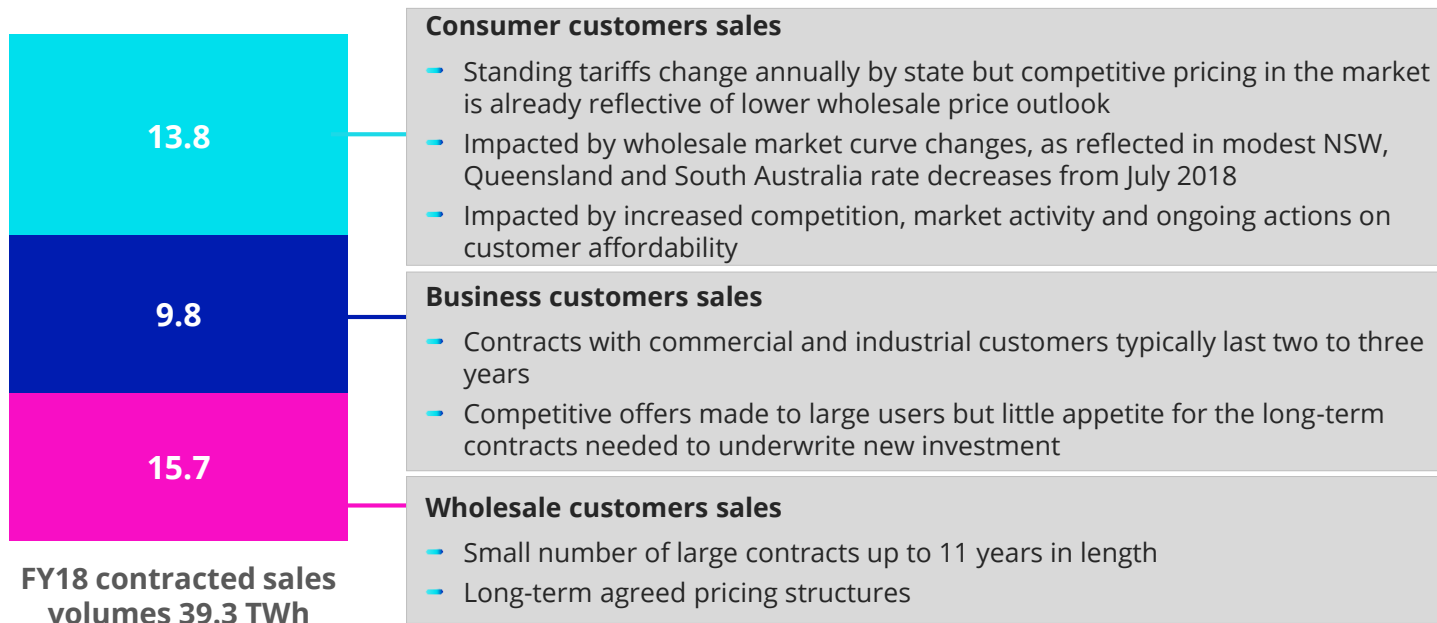 13.8
9.8
15.7
FY18 contracted sales
volumes 39.3 TWh
Consumer customers sales
Standing tariffs change annually by state but competitive pricing in the market
is already reflective of lower wholesale price outlook
Impacted by wholesale market curve changes, as reflected in modest NSW,
Queensland and South Australia rate decreases from July 2018
Impacted by increased competition, market activity and ongoing actions on
customer affordability
Business customers sales
Contracts with commercial and industrial customers typically last two to three
years
Competitive offers made to large users but little appetite for the long-term
contracts needed to underwrite new investment
Wholesale customers sales
Small number of large contracts up to 11 years in length
Long-term agreed pricing structures